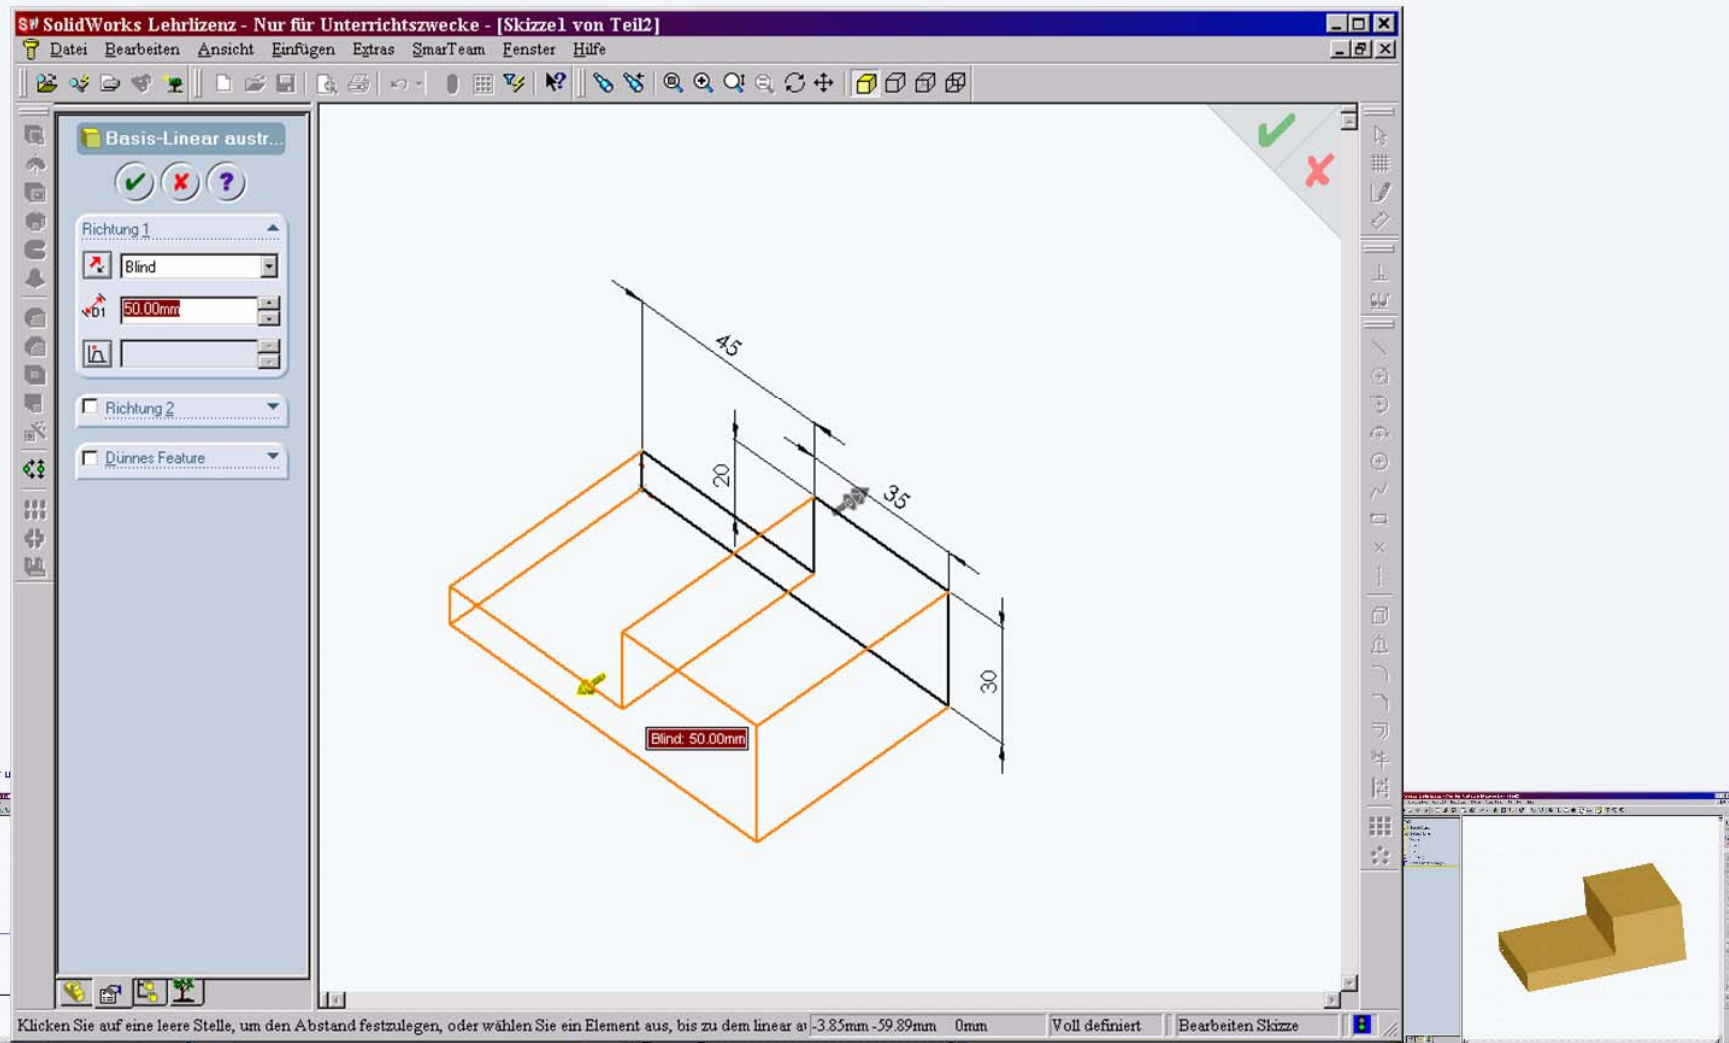 SolidWorks Lehrlizenz - Nur für Unterrichtszwecke - [Skizze1 von Teil2]
Datei Bearbeiten Ansicht Einfügen Extras SmarTeam Fenster Hilfe
Basis-Linear austr...
Richtung 1
Blind
D1 50.00mm
Richtung 2
Dünnes Feature
45
20
35
30
Blind: 50.00mm
Klicken Sie auf eine leere Stelle, um den Abstand festzulegen, oder wählen Sie ein Element aus, bis zu dem linear -3.85mm -59.89mm 0mm Voll definiert Bearbeiten Skizze